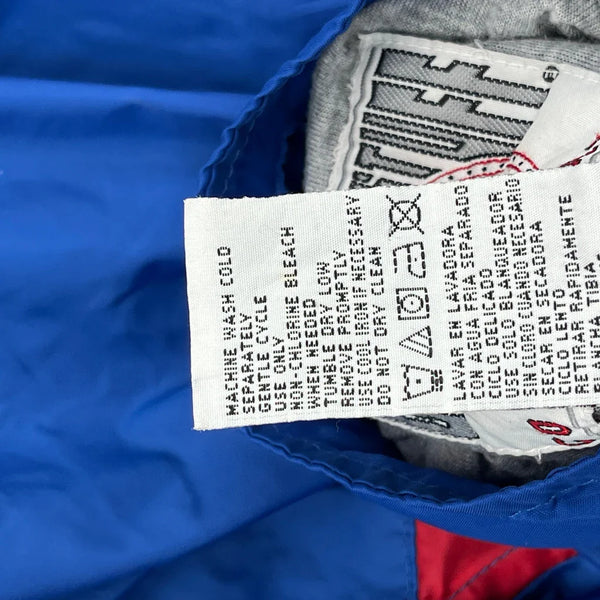 MACHINE WASH COLD
SEPARATELY
GENTLE CYCLE
USE ONLY
NON-CHLORINE BLEACH
WHEN NEEDED
TUMBLE DRY LOW
REMOVE PROMPTLY
USE COOL IRON IF NECESSARY
DO NOT DRY CLEAN
LAVAR EN LAVADORA
CON AGUA FRIA SEPARADO
CICLO DELICADO
USE SOLO BLANQUEADOR
SIN CLORO CUANDO NECESARIO
SECAR EN SECADORA
CICLO LENTO
RETIRAR RAPIDAMENTE
TIBIA